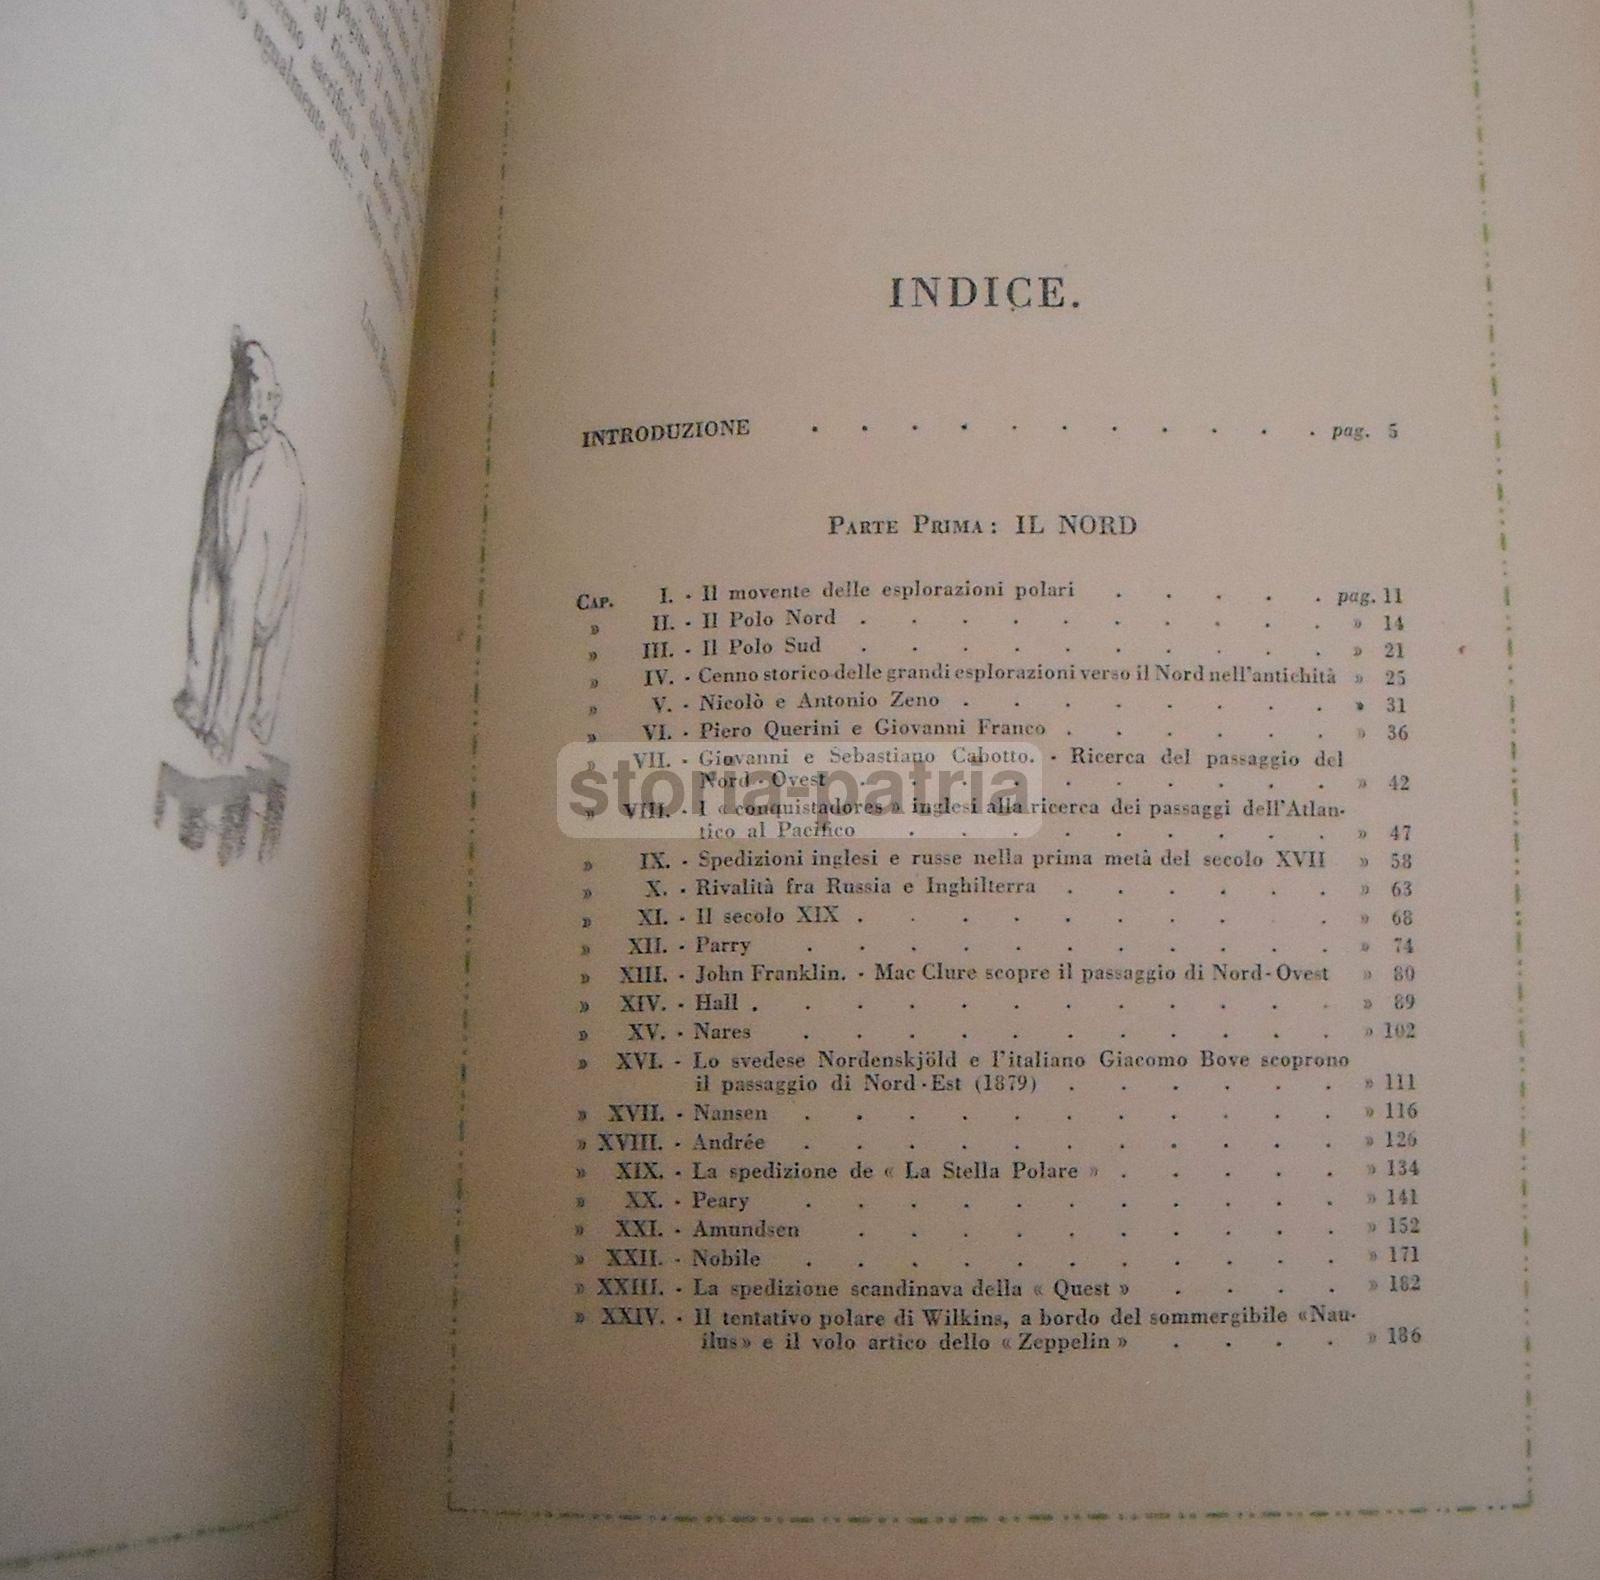 INDICE.
INTRODUZIONE . . . . . . . . . . . pag. 5
PARTE PRIMA: IL NORD
CAP. I. - Il movente delle esplorazioni polari . . . . . pag. 11
» II. - Il Polo Nord . . . . . . . . . . » 14
» III. - Il Polo Sud . . . . . . . . . . » 21
» IV. - Cenno storico delle grandi esplorazioni verso il Nord nell'antichità » 25
» V. - Nicolò e Antonio Zeno . . . . . . . . » 31
» VI. - Piero Querini e Giovanni Franco . . . . . . » 36
» VII. - Giovanni e Sebastiano Cabotto. - Ricerca del passaggio del
Nord-Ovest . . . . . . . . . . » 42
storia-patria
» VIII. - I « conquistadores » inglesi alla ricerca dei passaggi dell'Atlan-
tico al Pacifico . . . . . . . . . » 47
» IX. - Spedizioni inglesi e russe nella prima metà del secolo XVII » 58
» X. - Rivalità fra Russia e Inghilterra . . . . . . » 63
» XI. - Il secolo XIX . . . . . . . . . . » 68
» XII. - Parry . . . . . . . . . . . » 74
» XIII. - John Franklin. - Mac Clure scopre il passaggio di Nord-Ovest » 80
» XIV. - Hall . . . . . . . . . . . . » 89
» XV. - Nares . . . . . . . . . . . » 102
» XVI. - Lo svedese Nordenskjöld e l'italiano Giacomo Bove scoprono
il passaggio di Nord-Est (1879) . . . . . . » 111
» XVII. - Nansen . . . . . . . . . . . » 116
» XVIII. - Andrée . . . . . . . . . . . » 126
» XIX. - La spedizione de « La Stella Polare » . . . . . » 134
» XX. - Peary . . . . . . . . . . . » 141
» XXI. - Amundsen . . . . . . . . . . » 152
» XXII. - Nobile . . . . . . . . . . . » 171
» XXIII. - La spedizione scandinava della « Quest » . . . . » 182
» XXIV. - Il tentativo polare di Wilkins, a bordo del sommergibile «Nau-
ilus» e il volo artico dello « Zeppelin » . . . . » 186